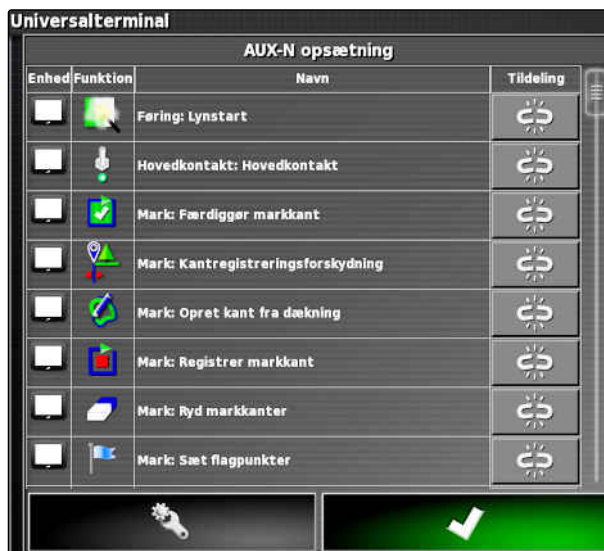 Universalterminal
AUX-N opsætning
Enhed Funktion Navn Tildeling
Føring: Lynstart
Hovedkontakt: Hovedkontakt
Mark: Færdiggør markkant
Mark: Kantregistreringsforskydning
Mark: Opret kant fra dækning
Mark: Registrer markkant
Mark: Ryd markkanter
Mark: Sæt flagpunkter